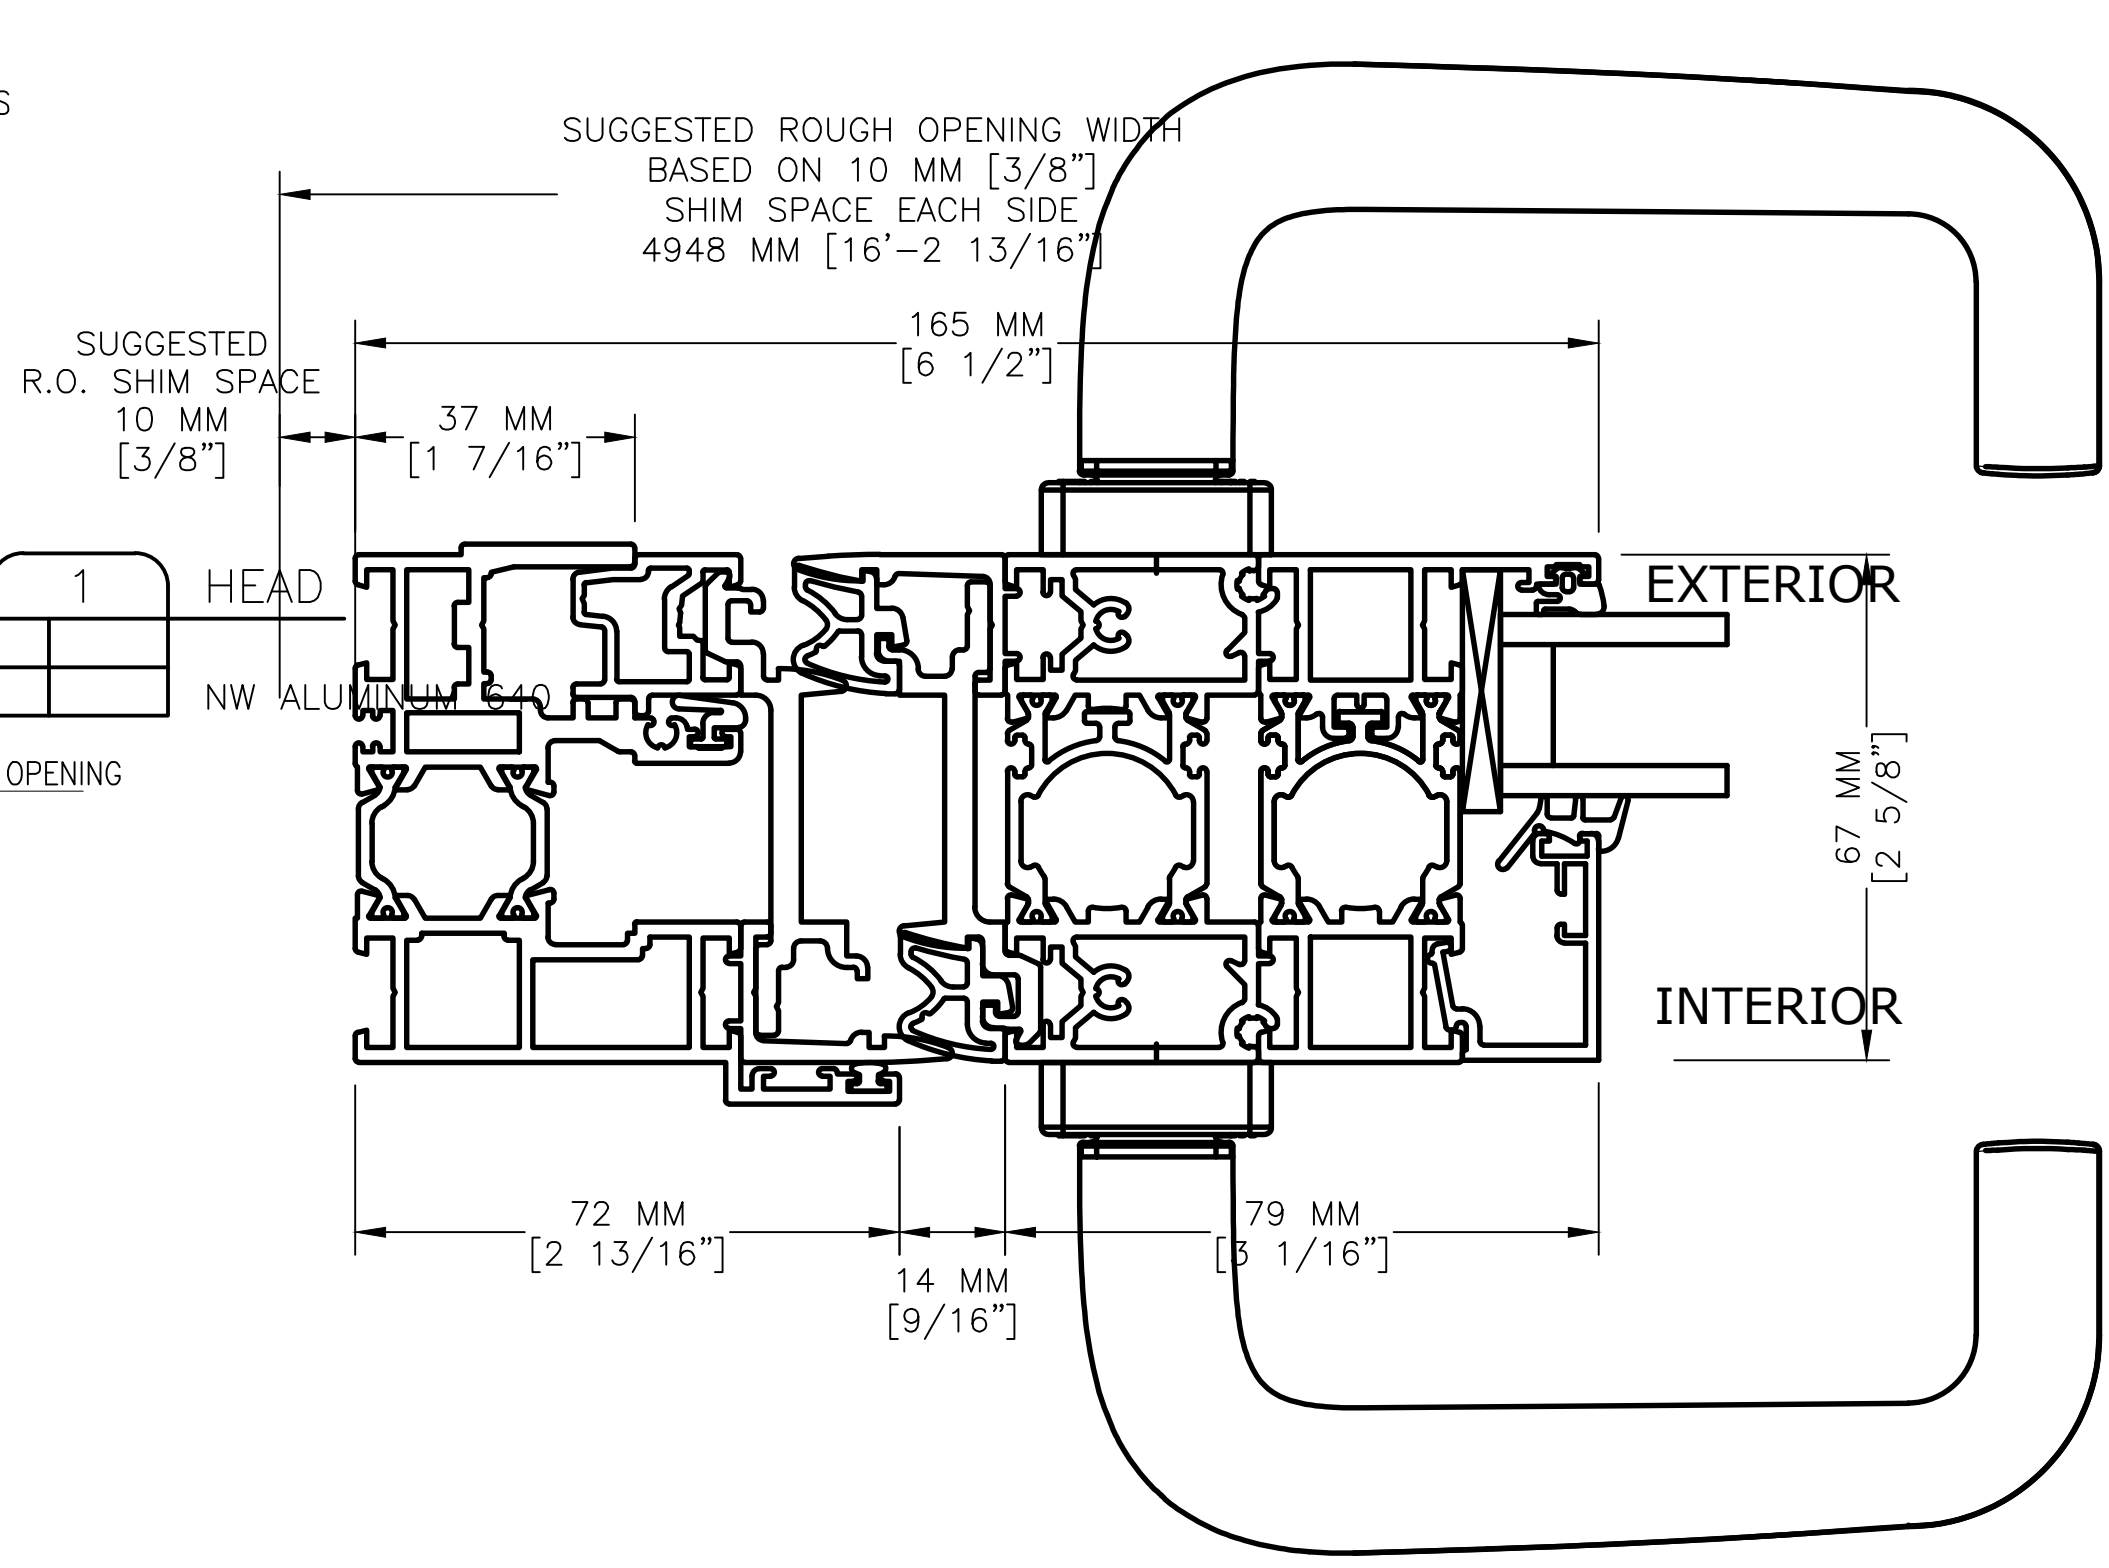 S
SUGGESTED ROUGH OPENING WIDTH
BASED ON 10 MM [3/8"]
SHIM SPACE EACH SIDE
4948 MM [16'-2 13/16"]
165 MM
[6 1/2"]
SUGGESTED
R.O. SHIM SPACE
10 MM
[3/8"]
37 MM
[1 7/16"]
1
HEAD
NW ALUMINUM 640
OPENING
EXTERIOR
67 MM
[2 5/8"]
INTERIOR
72 MM
[2 13/16"]
14 MM
[9/16"]
79 MM
[3 1/16"]